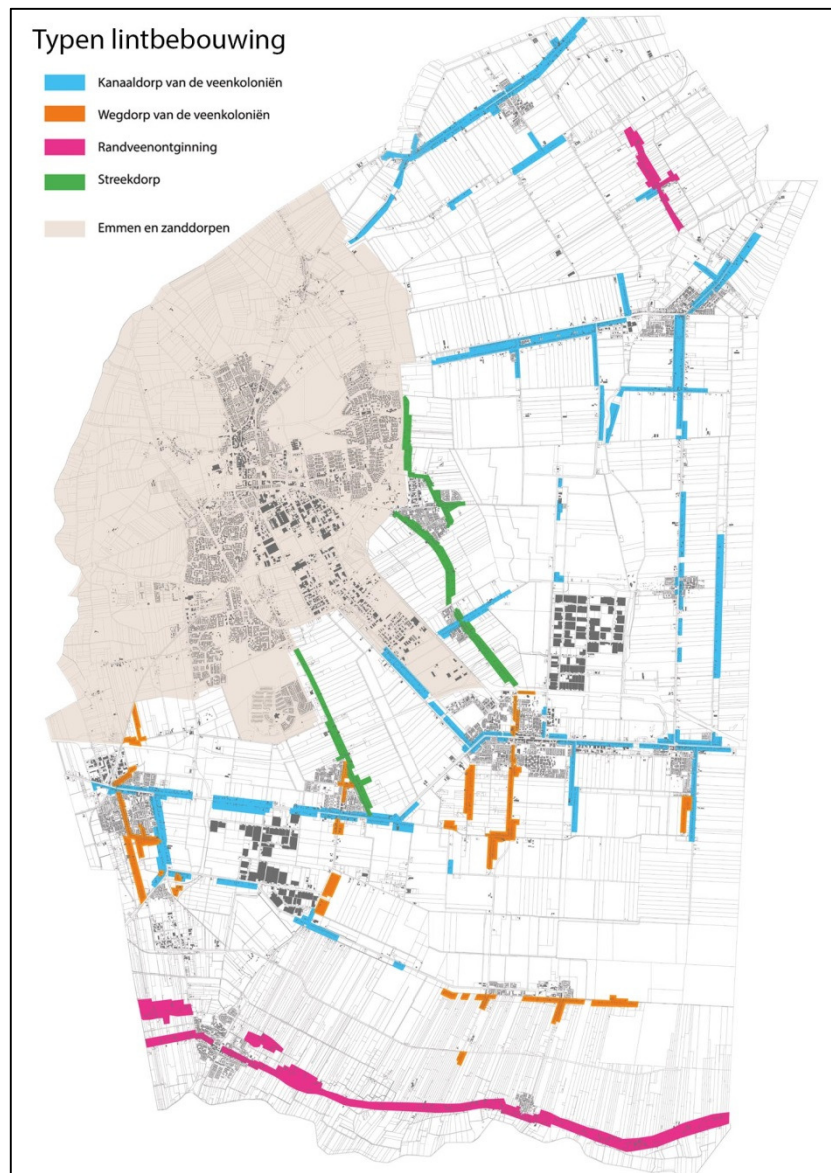 Typen lintbebouwing
Kanaaldorp van de veenkoloniën
Wegdorp van de veenkoloniën
Randveenontginning
Streekdorp
Emmen en zanddorpen